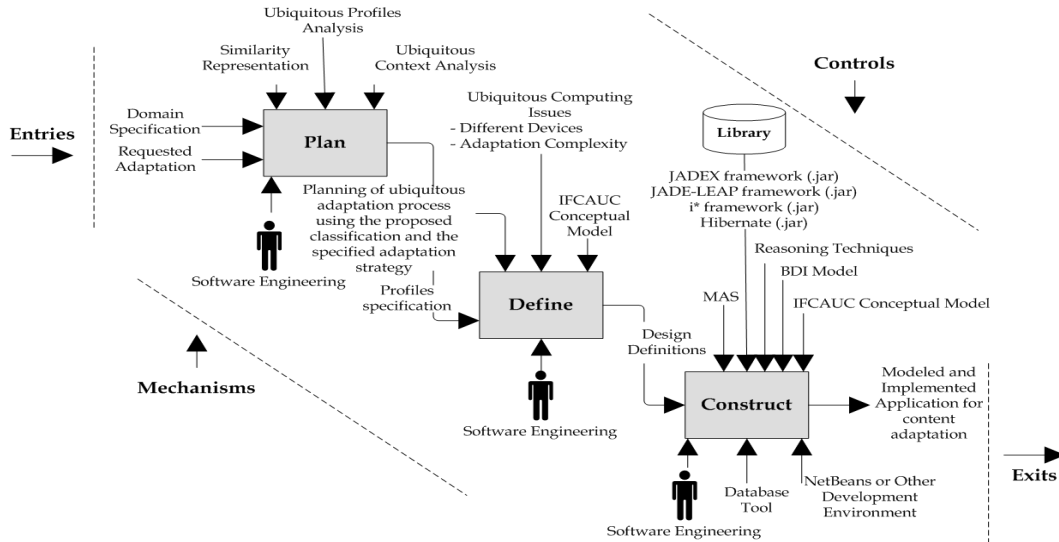 Ubiquitous Profiles
Analysis
Similarity
Representation
Ubiquitous
Context Analysis
Controls
Entries
Domain
Specification
Requested
Adaptation
Plan
Ubiquitous Computing
Issues
- Different Devices
- Adaptation Complexity
Library
JADEX framework (.jar)
JADE-LEAP framework (.jar)
i* framework (.jar)
Hibernate (.jar)
Software Engineering
Planning of ubiquitous
adaptation process
using the proposed
classification and the
specified adaptation
strategy
Profiles
specification
IFCAUC
Conceptual
Model
Define
Reasoning Techniques
BDI Model
MAS
IFCAUC Conceptual Model
Mechanisms
Software Engineering
Design
Definitions
Construct
Modeled and
Implemented
Application for
content
adaptation
Exits
Software Engineering
Database
Tool
NetBeans or Other
Development
Environment